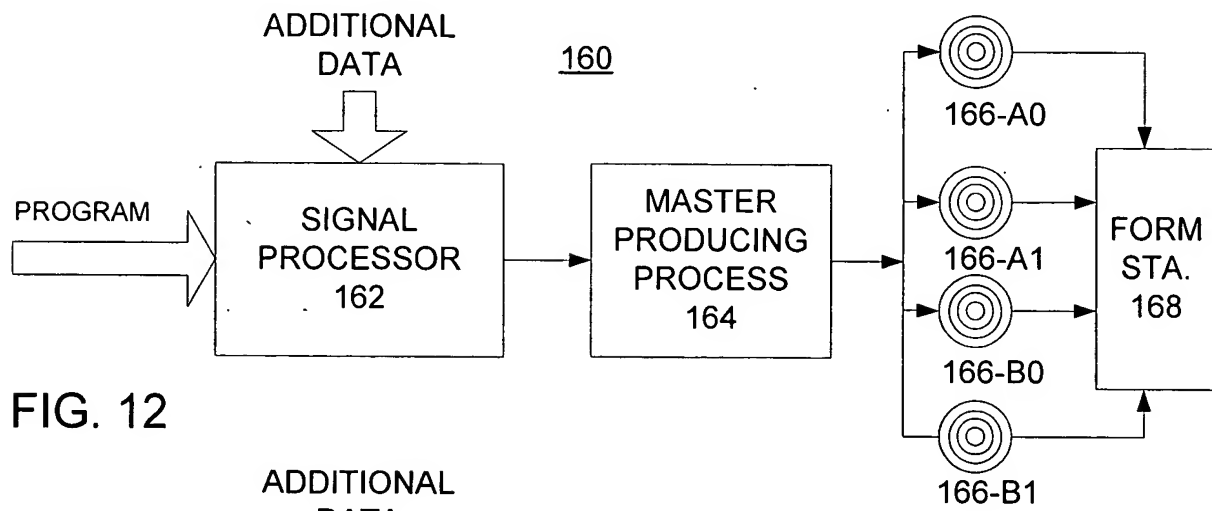 ADDITIONAL
DATA
160
PROGRAM
SIGNAL
PROCESSOR
162
MASTER
PRODUCING
PROCESS
164
166-A0
166-A1
166-B0
166-B1
FORM
STA.
168
FIG. 12
ADDITIONAL
DATA